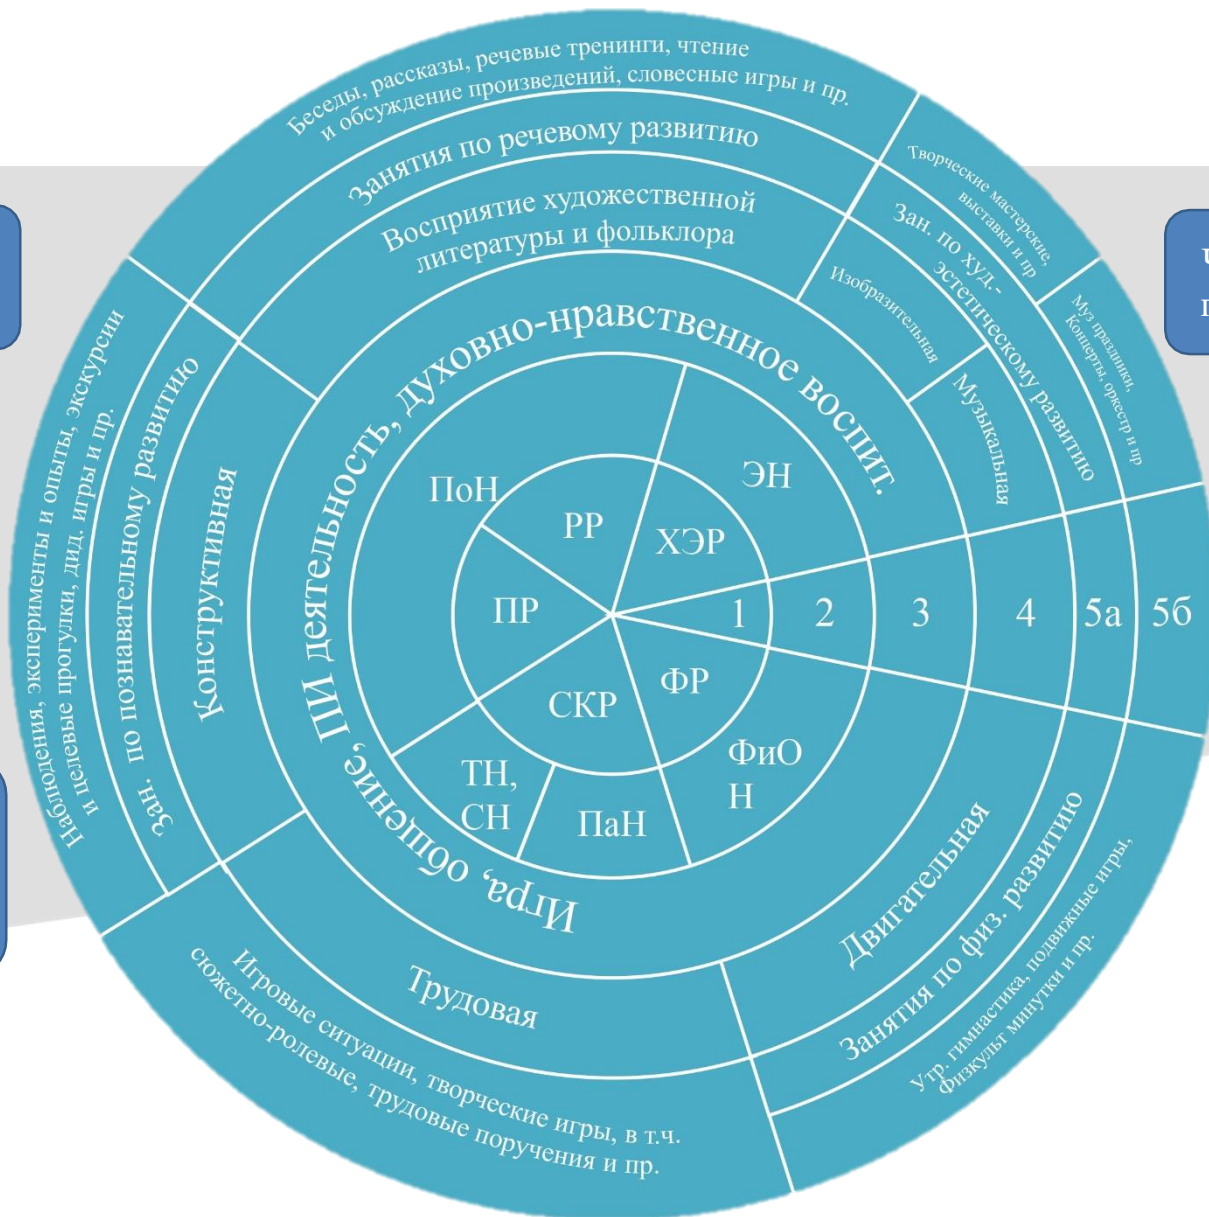 Беседы, рассказы, речевые тренинги, чтение
и обсуждение произведений, словесные игры и пр.
Занятия по речевому развитию
Восприятие художественной
литературы и фольклора
Творческие мастерские,
выставки и пр
Зан. по худ.-
эстетическому развитию
Изобразительная
Муз праздники,
Концерты, оркестр и пр
Музыкальная
Наблюдения, эксперименты и опыты, экскурсии
и целевые прогулки, дид. игры и пр.
Зан. по познавательному развитию
Конструктивная
Игра, общение, ПИ деятельность, духовно-нравственное воспит.
ПоН
ЭН
РР
ХЭР
ПР
1
2
3
4
5а
5б
СКР
ФР
ТН,
СН
ПаН
ФиО
Н
Двигательная
Занятия по физ. развитию
Утр. гимнастика, подвижные игры,
Физкульт минутки и пр.
Трудовая
Игровые ситуации, творческие игры, в т.ч.
сюжетно-ролевые, трудовые поручения и пр.